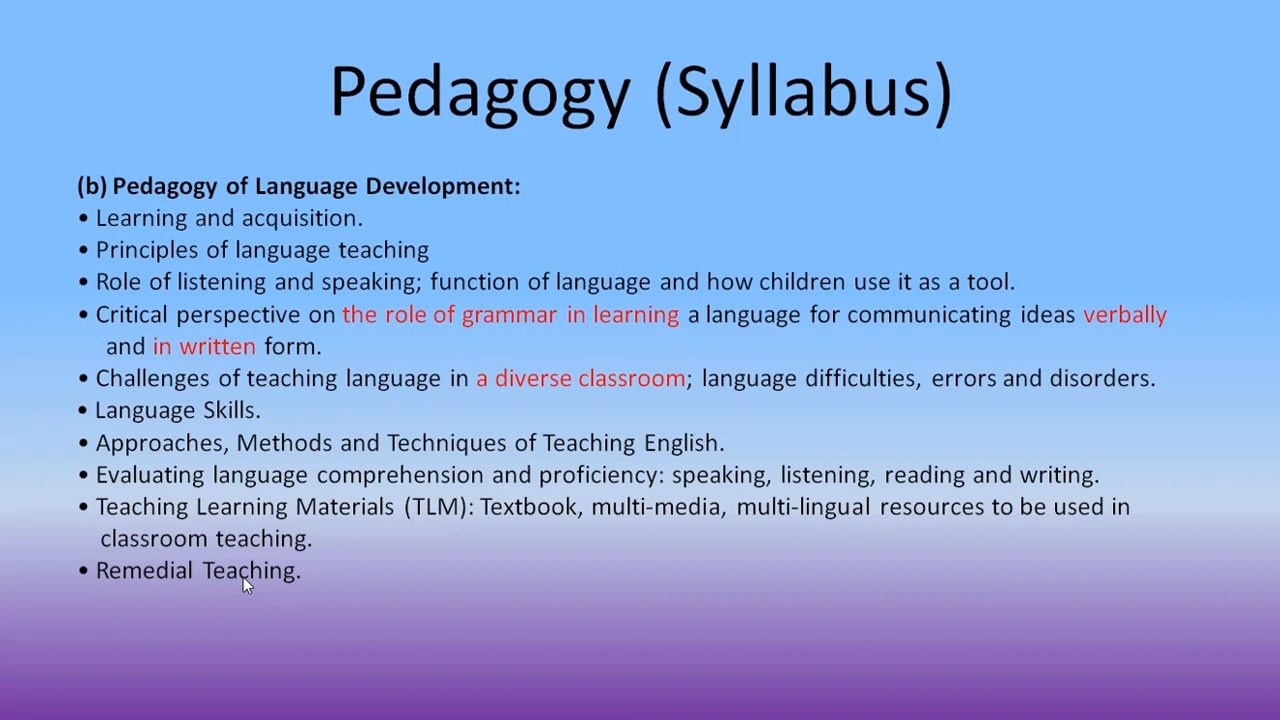 Pedagogy (Syllabus)
(b) Pedagogy of Language Development:
• Learning and acquisition.
• Principles of language teaching
• Role of listening and speaking; function of language and how children use it as a tool.
• Critical perspective on the role of grammar in learning a language for communicating ideas verbally
and in written form.
• Challenges of teaching language in a diverse classroom; language difficulties, errors and disorders.
• Language Skills.
• Approaches, Methods and Techniques of Teaching English.
• Evaluating language comprehension and proficiency: speaking, listening, reading and writing.
• Teaching Learning Materials (TLM): Textbook, multi-media, multi-lingual resources to be used in
classroom teaching.
• Remedial Teaching.